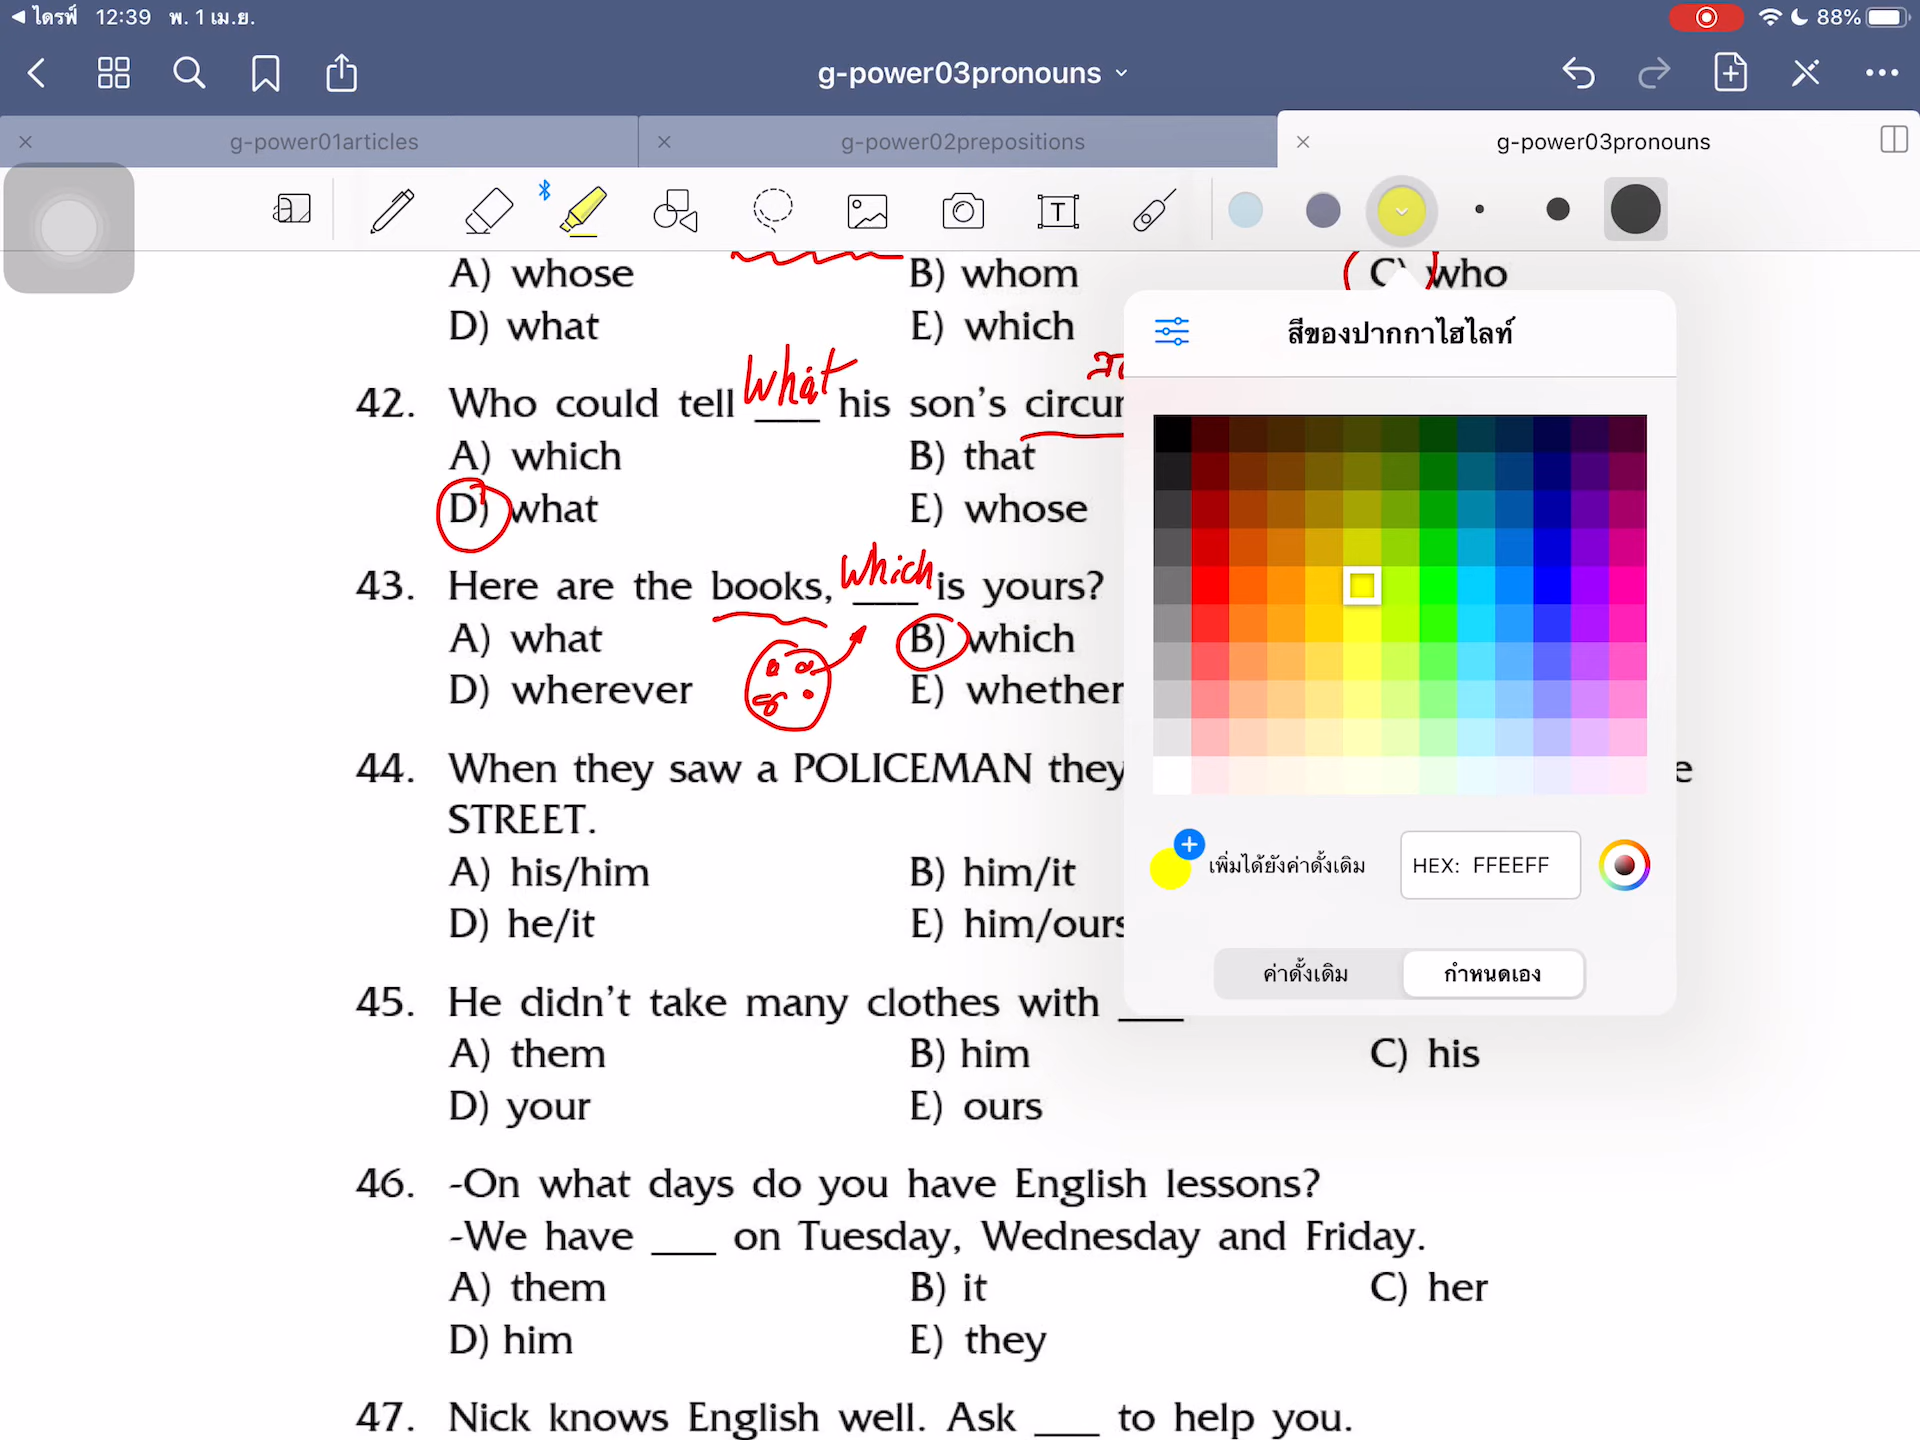 ไดรฟ์ 12:39 พ. 1 เม.ย. 88%
g-power03pronouns
g-power01articles g-power02prepositions g-power03pronouns
A) whose B) whom C) who
D) what E) which
What
42. Who could tell ___ his son's circum
A) which B) that
D) what E) whose
Which
43. Here are the books, ___ is yours?
A) what B) which
D) wherever E) whether
44. When they saw a POLICEMAN they e
STREET.
A) his/him B) him/it
D) he/it E) him/ours
45. He didn't take many clothes with ___
A) them B) him C) his
D) your E) ours
46. -On what days do you have English lessons?
-We have ___ on Tuesday, Wednesday and Friday.
A) them B) it C) her
D) him E) they
47. Nick knows English well. Ask ___ to help you.
สีของปากกาไฮไลท์
เพิ่มได้ยังค่าดั้งเดิม HEX: FFEEFF
ค่าดั้งเดิม กำหนดเอง